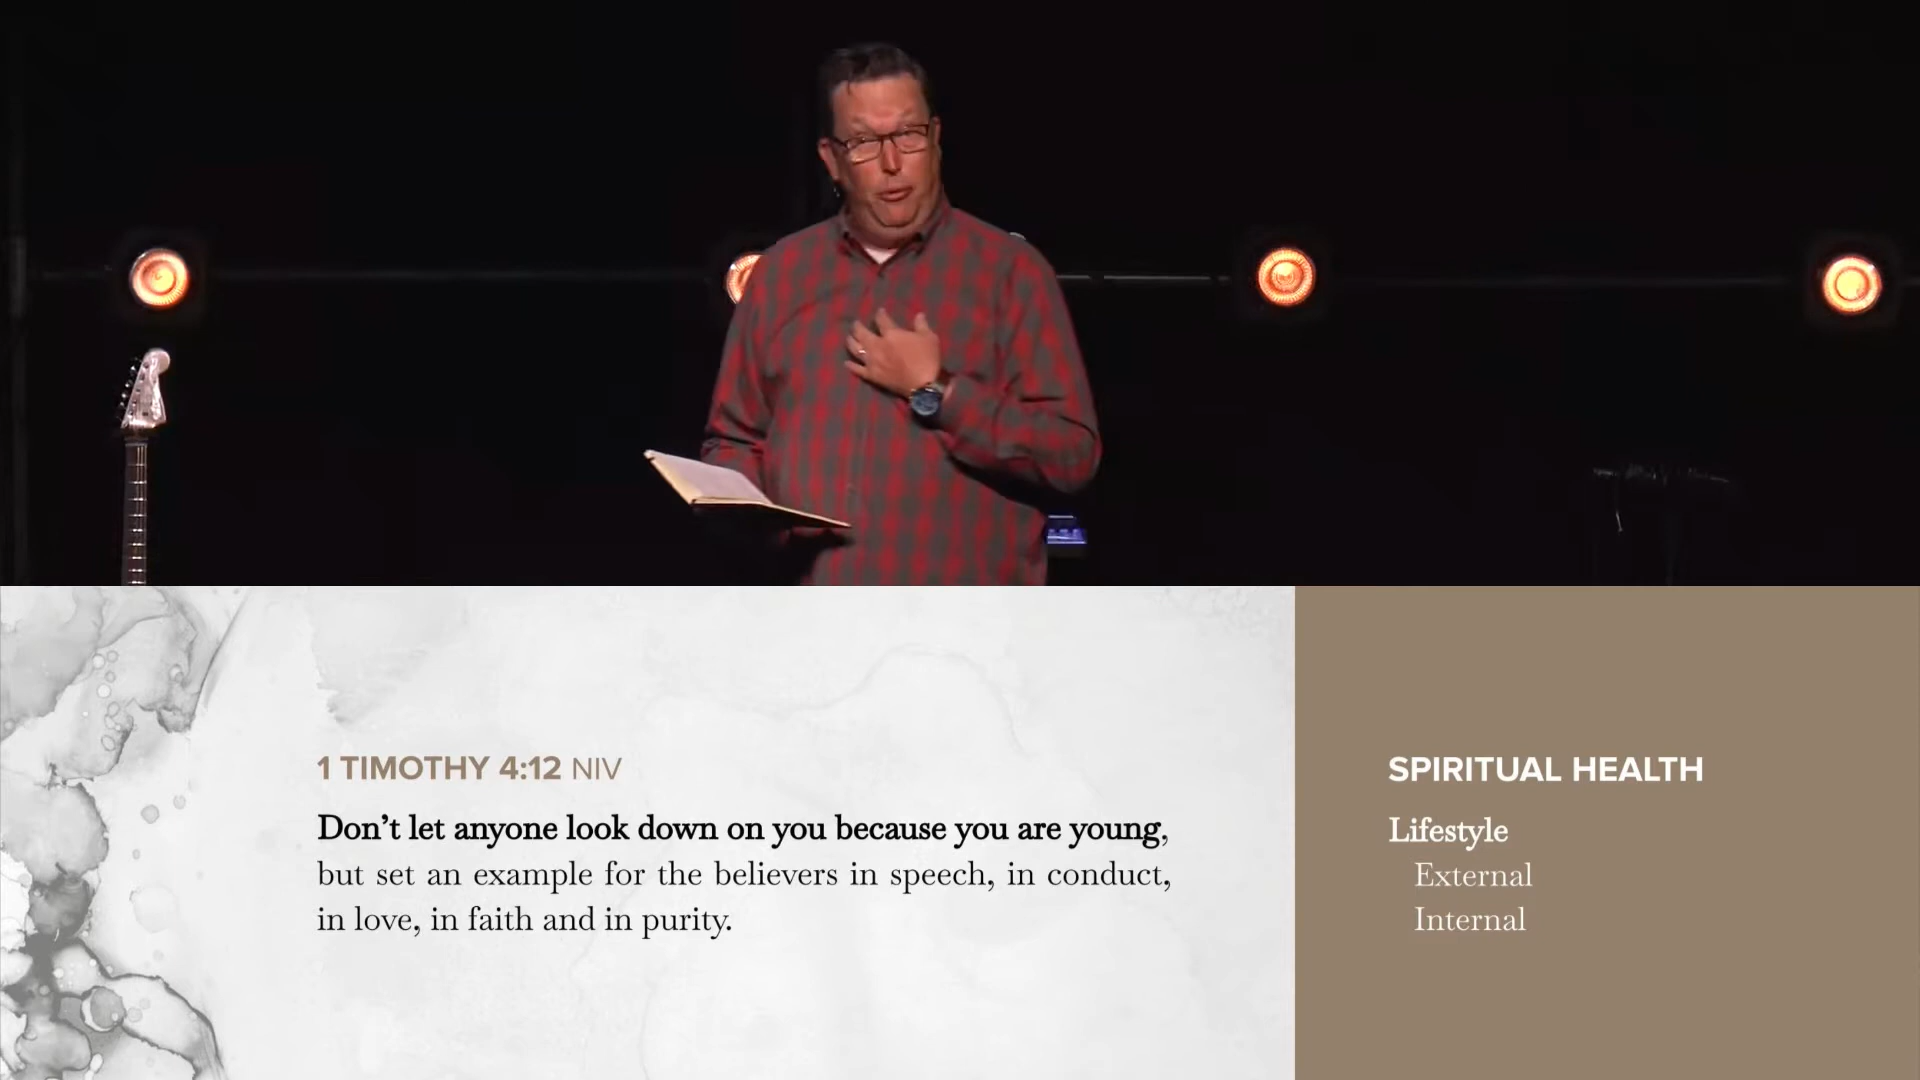 1 TIMOTHY 4:12 NIV
Don’t let anyone look down on you because you are young,
but set an example for the believers in speech, in conduct,
in love, in faith and in purity.
SPIRITUAL HEALTH
Lifestyle
External
Internal